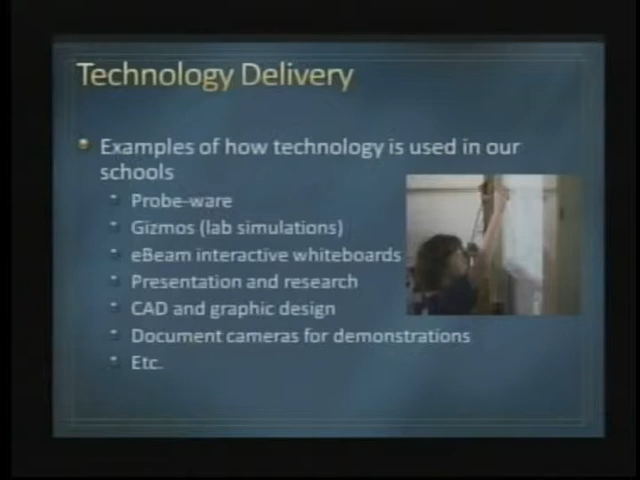 Technology Delivery
Examples of how technology is used in our
schools
Probe-ware
Gizmos (lab simulations)
eBeam interactive whiteboards
Presentation and research
CAD and graphic design
Document cameras for demonstrations
Etc.